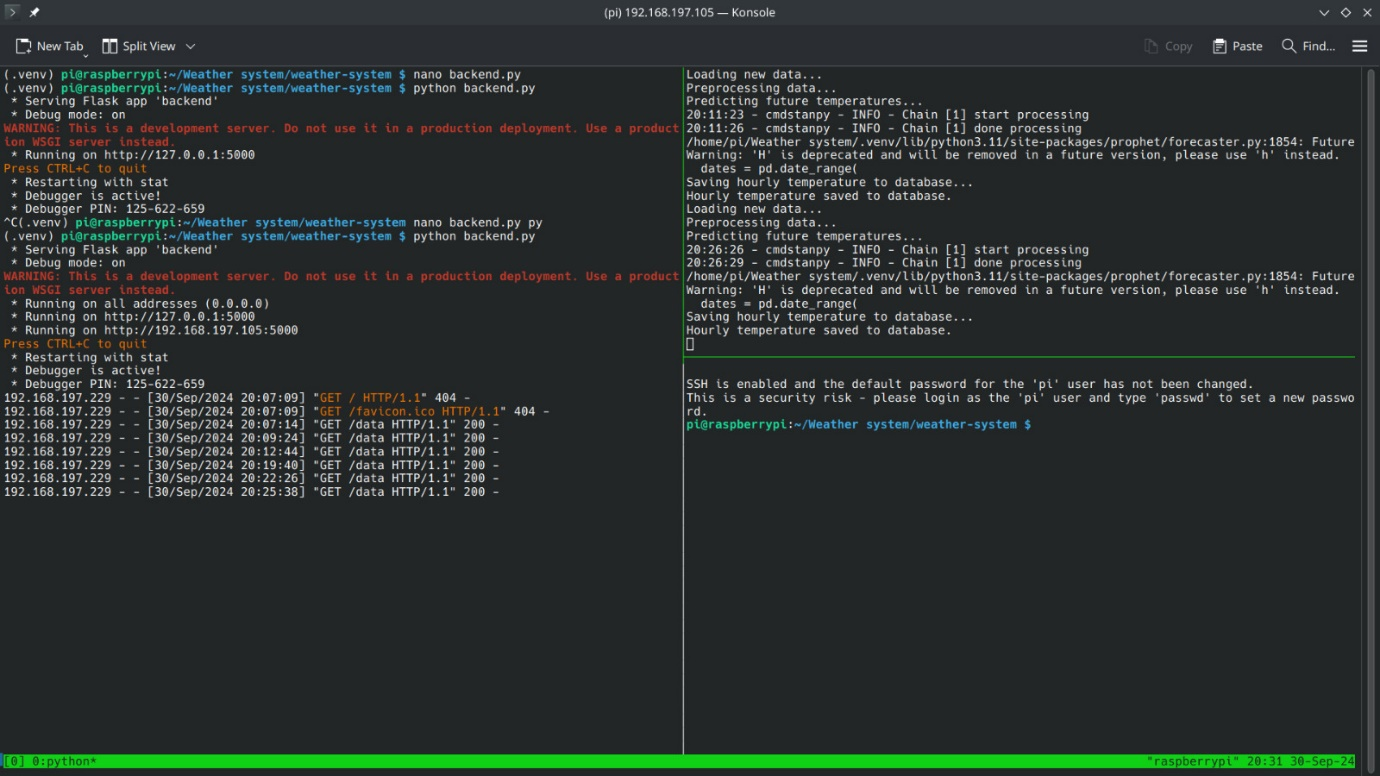 (pi) 192.168.197.105 — Konsole
New Tab
Split View
Copy
Paste
Find...
(.venv) pi@raspberrypi:~/Weather system/weather-system $ nano backend.py
(.venv) pi@raspberrypi:~/Weather system/weather-system $ python backend.py
 * Serving Flask app 'backend'
 * Debug mode: on
WARNING: This is a development server. Do not use it in a production deployment. Use a product
ion WSGI server instead.
 * Running on http://127.0.0.1:5000
Press CTRL+C to quit
 * Restarting with stat
 * Debugger is active!
 * Debugger PIN: 125-622-659
^C(.venv) pi@raspberrypi:~/Weather system/weather-system nano backend.py py
(.venv) pi@raspberrypi:~/Weather system/weather-system $ python backend.py
 * Serving Flask app 'backend'
 * Debug mode: on
WARNING: This is a development server. Do not use it in a production deployment. Use a product
ion WSGI server instead.
 * Running on all addresses (0.0.0.0)
 * Running on http://127.0.0.1:5000
 * Running on http://192.168.197.105:5000
Press CTRL+C to quit
 * Restarting with stat
 * Debugger is active!
 * Debugger PIN: 125-622-659
192.168.197.229 - - [30/Sep/2024 20:07:09] "GET / HTTP/1.1" 404 -
192.168.197.229 - - [30/Sep/2024 20:07:09] "GET /favicon.ico HTTP/1.1" 404 -
192.168.197.229 - - [30/Sep/2024 20:07:14] "GET /data HTTP/1.1" 200 -
192.168.197.229 - - [30/Sep/2024 20:09:24] "GET /data HTTP/1.1" 200 -
192.168.197.229 - - [30/Sep/2024 20:12:44] "GET /data HTTP/1.1" 200 -
192.168.197.229 - - [30/Sep/2024 20:19:40] "GET /data HTTP/1.1" 200 -
192.168.197.229 - - [30/Sep/2024 20:22:26] "GET /data HTTP/1.1" 200 -
192.168.197.229 - - [30/Sep/2024 20:25:38] "GET /data HTTP/1.1" 200 -
Loading new data...
Preprocessing data...
Predicting future temperatures...
20:11:23 - cmdstanpy - INFO - Chain [1] start processing
20:11:26 - cmdstanpy - INFO - Chain [1] done processing
/home/pi/Weather system/.venv/lib/python3.11/site-packages/prophet/forecaster.py:1854: Future
Warning: 'H' is deprecated and will be removed in a future version, please use 'h' instead.
  dates = pd.date_range(
Saving hourly temperature to database...
Hourly temperature saved to database.
Loading new data...
Preprocessing data...
Predicting future temperatures...
20:26:26 - cmdstanpy - INFO - Chain [1] start processing
20:26:29 - cmdstanpy - INFO - Chain [1] done processing
/home/pi/Weather system/.venv/lib/python3.11/site-packages/prophet/forecaster.py:1854: Future
Warning: 'H' is deprecated and will be removed in a future version, please use 'h' instead.
  dates = pd.date_range(
Saving hourly temperature to database...
Hourly temperature saved to database.
SSH is enabled and the default password for the 'pi' user has not been changed.
This is a security risk - please login as the 'pi' user and type 'passwd' to set a new passwo
rd.
pi@raspberrypi:~/Weather system/weather-system $
[0] 0:python*
"raspberrypi" 20:31 30-Sep-24